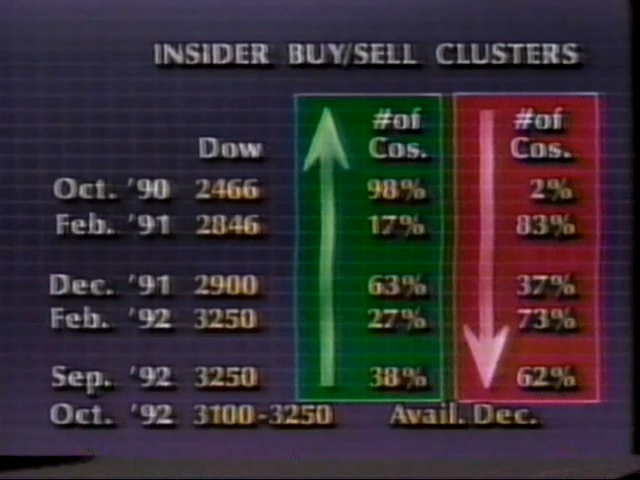 INSIDER BUY/SELL CLUSTERS
#of #of
Dow Cos. Cos.
Oct. '90 2466 98% 2%
Feb. '91 2846 17% 83%
Dec. '91 2900 63% 37%
Feb. '92 3250 27% 73%
Sep. '92 3250 38% 62%
Oct. '92 3100-3250 Avail. Dec.